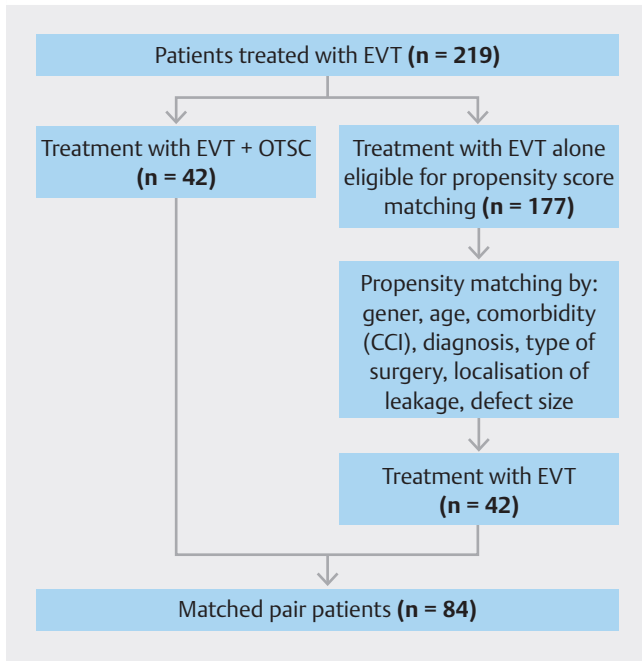 Patients treated with EVT (n = 219)
Treatment with EVT + OTSC
(n = 42)
Treatment with EVT alone
eligible for propensity score
matching (n = 177)
Propensity matching by:
gener, age, comorbidity
(CCI), diagnosis, type of
surgery, localisation of
leakage, defect size
Treatment with EVT
(n = 42)
Matched pair patients (n = 84)